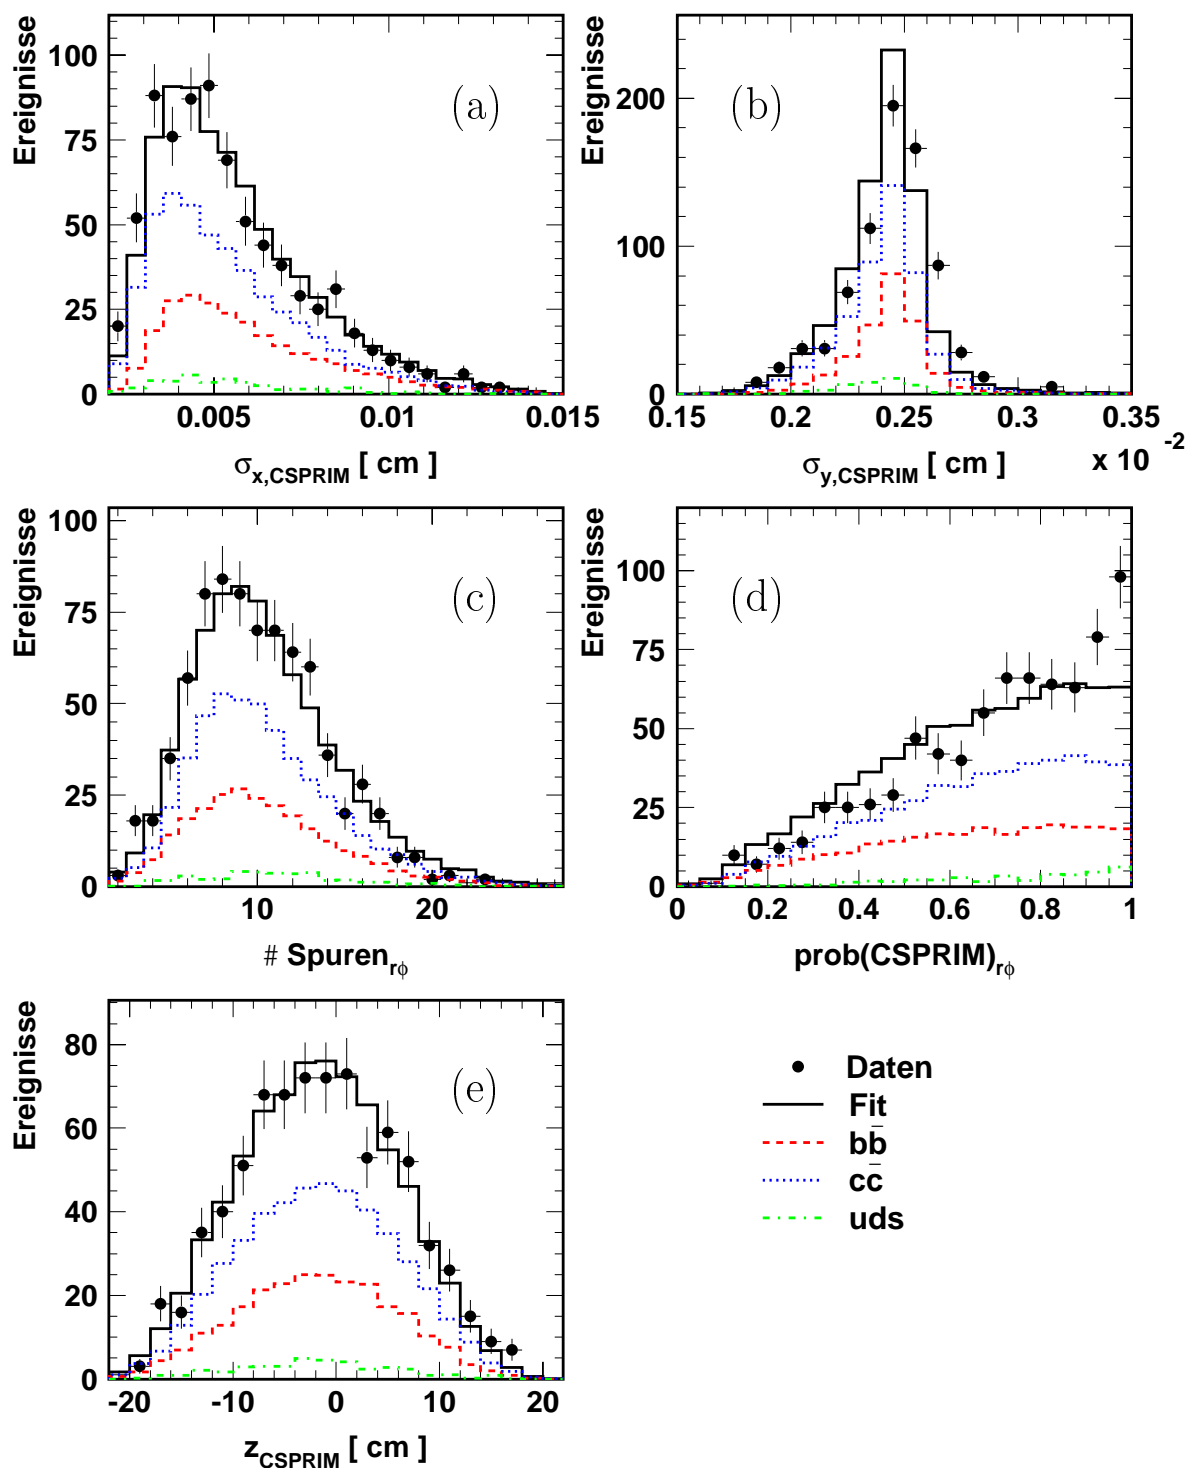 Ereignisse
100
75
50
25
0
(a)
0.005
0.01
0.015
σx,CSPRIM [ cm ]
Ereignisse
200
100
0
(b)
0.15
0.2
0.25
0.3
0.35
x 10 -2
σy,CSPRIM [ cm ]
Ereignisse
100
75
50
25
0
(c)
10
20
# Spurenrϕ
Ereignisse
100
75
50
25
0
(d)
0
0.2
0.4
0.6
0.8
1
prob(CSPRIM)rϕ
Ereignisse
80
60
40
20
0
(e)
-20
-10
0
10
20
zCSPRIM [ cm ]
Daten
Fit
bb̄
cc̄
uds